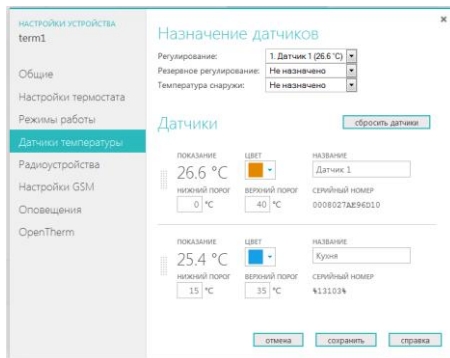 НАСТРОЙКИ УСТРОЙСТВА
term1
Общие
Настройки термостата
Режимы работы
Датчики температуры
Радиоустройства
Настройки GSM
Оповещения
OpenTherm
Назначение датчиков
Регулирование: 1. Датчик 1 (26.6 °C)
Резервное регулирование: Не назначено
Температура снаружи: Не назначено
Датчики сбросить датчики
ПОКАЗАНИЕ ЦВЕТ НАЗВАНИЕ
26.6 °C Датчик 1
НИЖНИЙ ПОРОГ ВЕРХНИЙ ПОРОГ СЕРИЙНЫЙ НОМЕР
0 °C 40 °C 0008027AE96D10
ПОКАЗАНИЕ ЦВЕТ НАЗВАНИЕ
25.4 °C Кухня
НИЖНИЙ ПОРОГ ВЕРХНИЙ ПОРОГ СЕРИЙНЫЙ НОМЕР
15 °C 35 °C %13103%
отмена сохранить справка